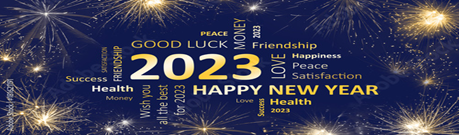 PEACE
MONEY
2023
GOOD LUCK
Friendship
SATISFACTION
FRIENDSHIP
LOVE
Happiness
Peace
Satisfaction
Success
2023
Health
Money
Wish you
all the best
for 2023
HAPPY NEW YEAR
Love
Success
Health
2023